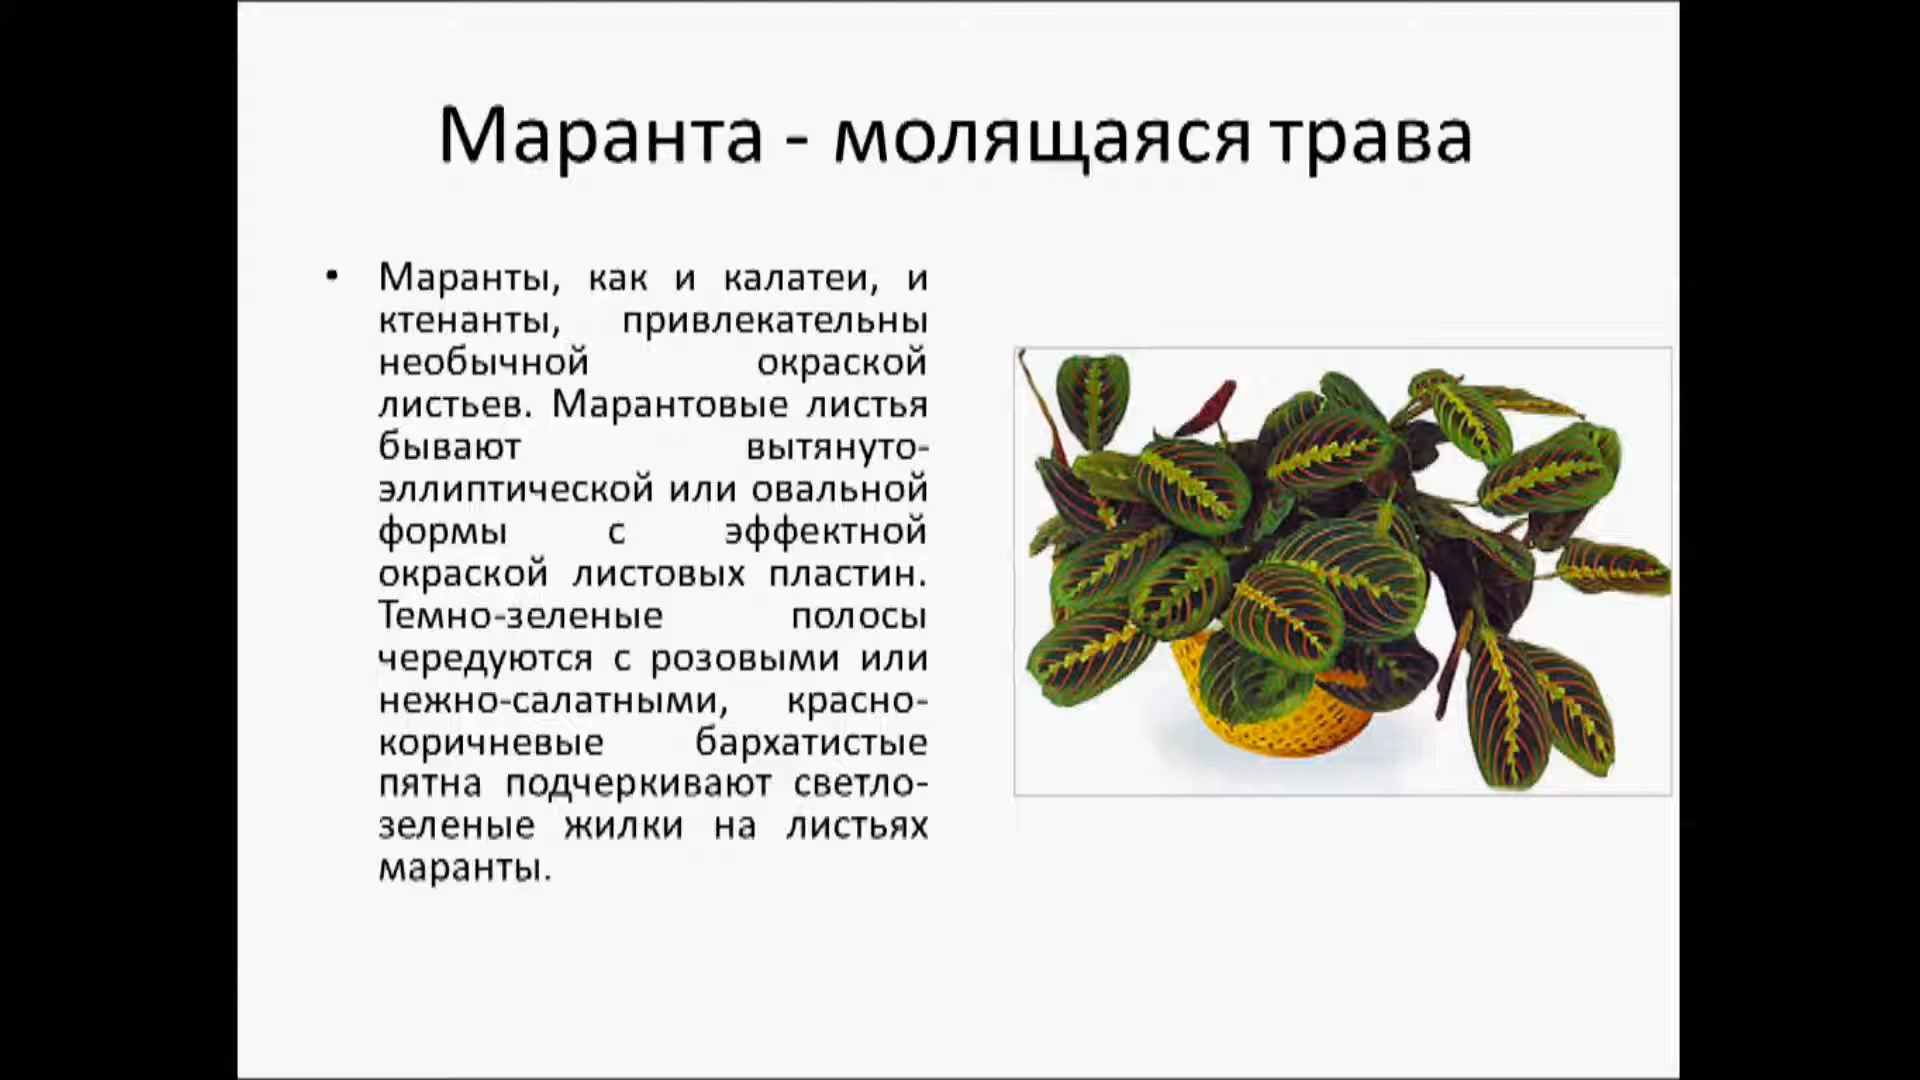 Маранта - молящаяся трава
• Маранты, как и калатеи, и
ктенанты, привлекательны
необычной окраской
листьев. Марантовые листья
бывают вытянуто-
эллиптической или овальной
формы с эффектной
окраской листовых пластин.
Темно-зеленые полосы
чередуются с розовыми или
нежно-салатными, красно-
коричневые бархатистые
пятна подчеркивают светло-
зеленые жилки на листьях
маранты.